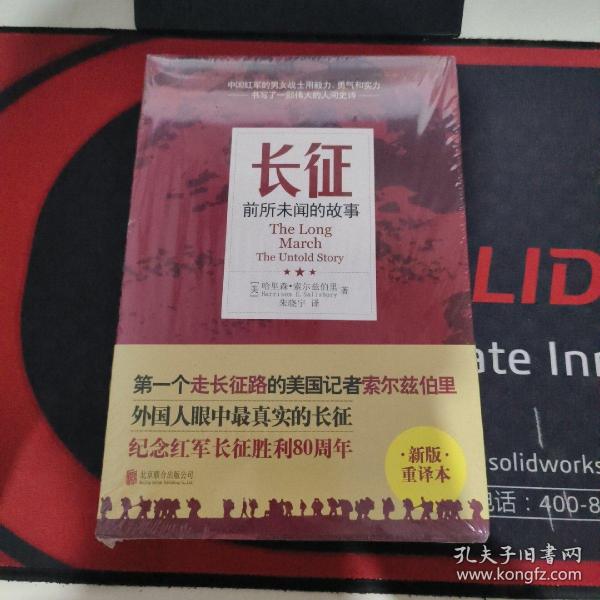 中国红军的男女战士用毅力、勇气和实力
书写了一部伟大的人间史诗
长征
前所未闻的故事
The Long
March
The Untold Story
[美] 哈里森·索尔兹伯里 著
Harrison E. Salisbury
朱晓宇 译
第一个走长征路的美国记者索尔兹伯里
外国人眼中最真实的长征
纪念红军长征胜利80周年
·新版·
重译本
北京联合出版公司
LID
ate Inn
solidworks
电话：400-8
孔夫子旧书网
www.kongfz.com